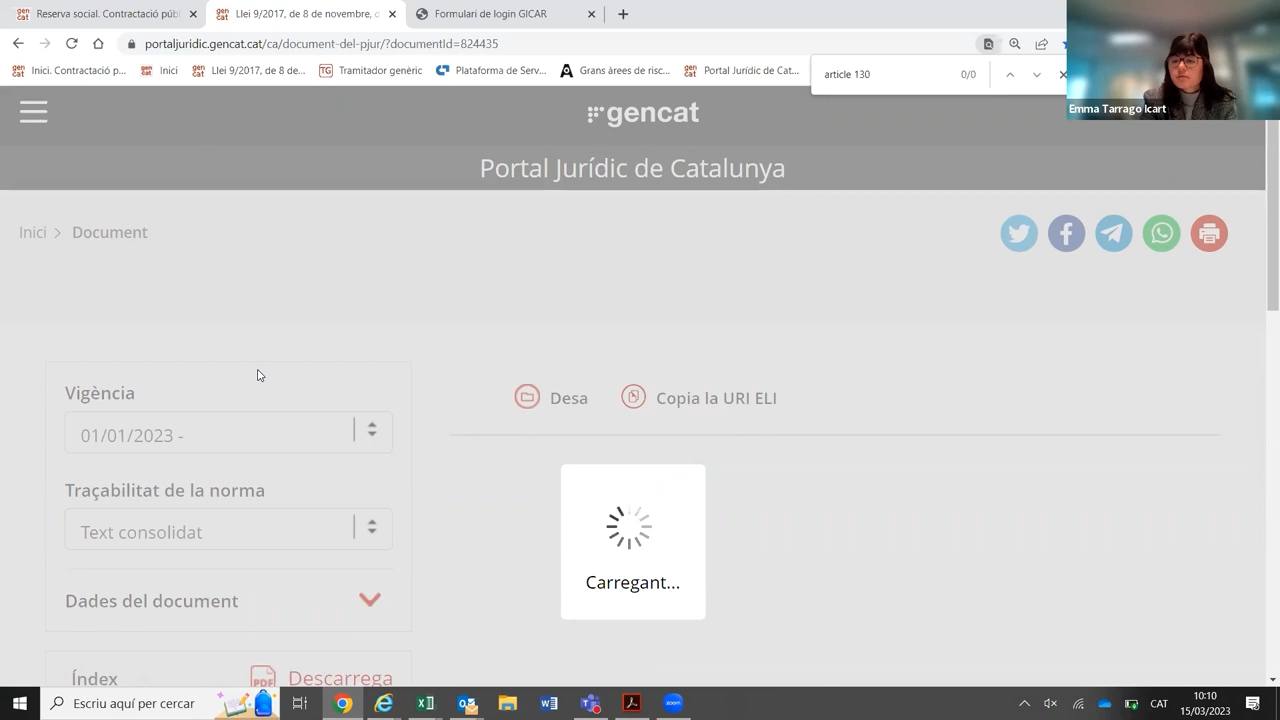 Reserva social. Contractació públ
Llei 9/2017, de 8 de novembre, d
Formulari de login GICAR
portaljuridic.gencat.cat/ca/document-del-pjur/?documentId=824435
Inici. Contractació p...
Inici
Llei 9/2017, de 8 de...
Tramitador genèric
Plataforma de Serv...
Grans àrees de risc...
Portal Jurídic de Cat...
article 130
0/0
Emma Tarrago Icart
gencat
Portal Jurídic de Catalunya
Inici > Document
Vigència
01/01/2023 -
Desa
Copia la URI ELI
Traçabilitat de la norma
Text consolidat
Carregant...
Dades del document
Índex
PDF
Descarrega
Escriu aquí per cercar
zoom
CAT
10:10
15/03/2023